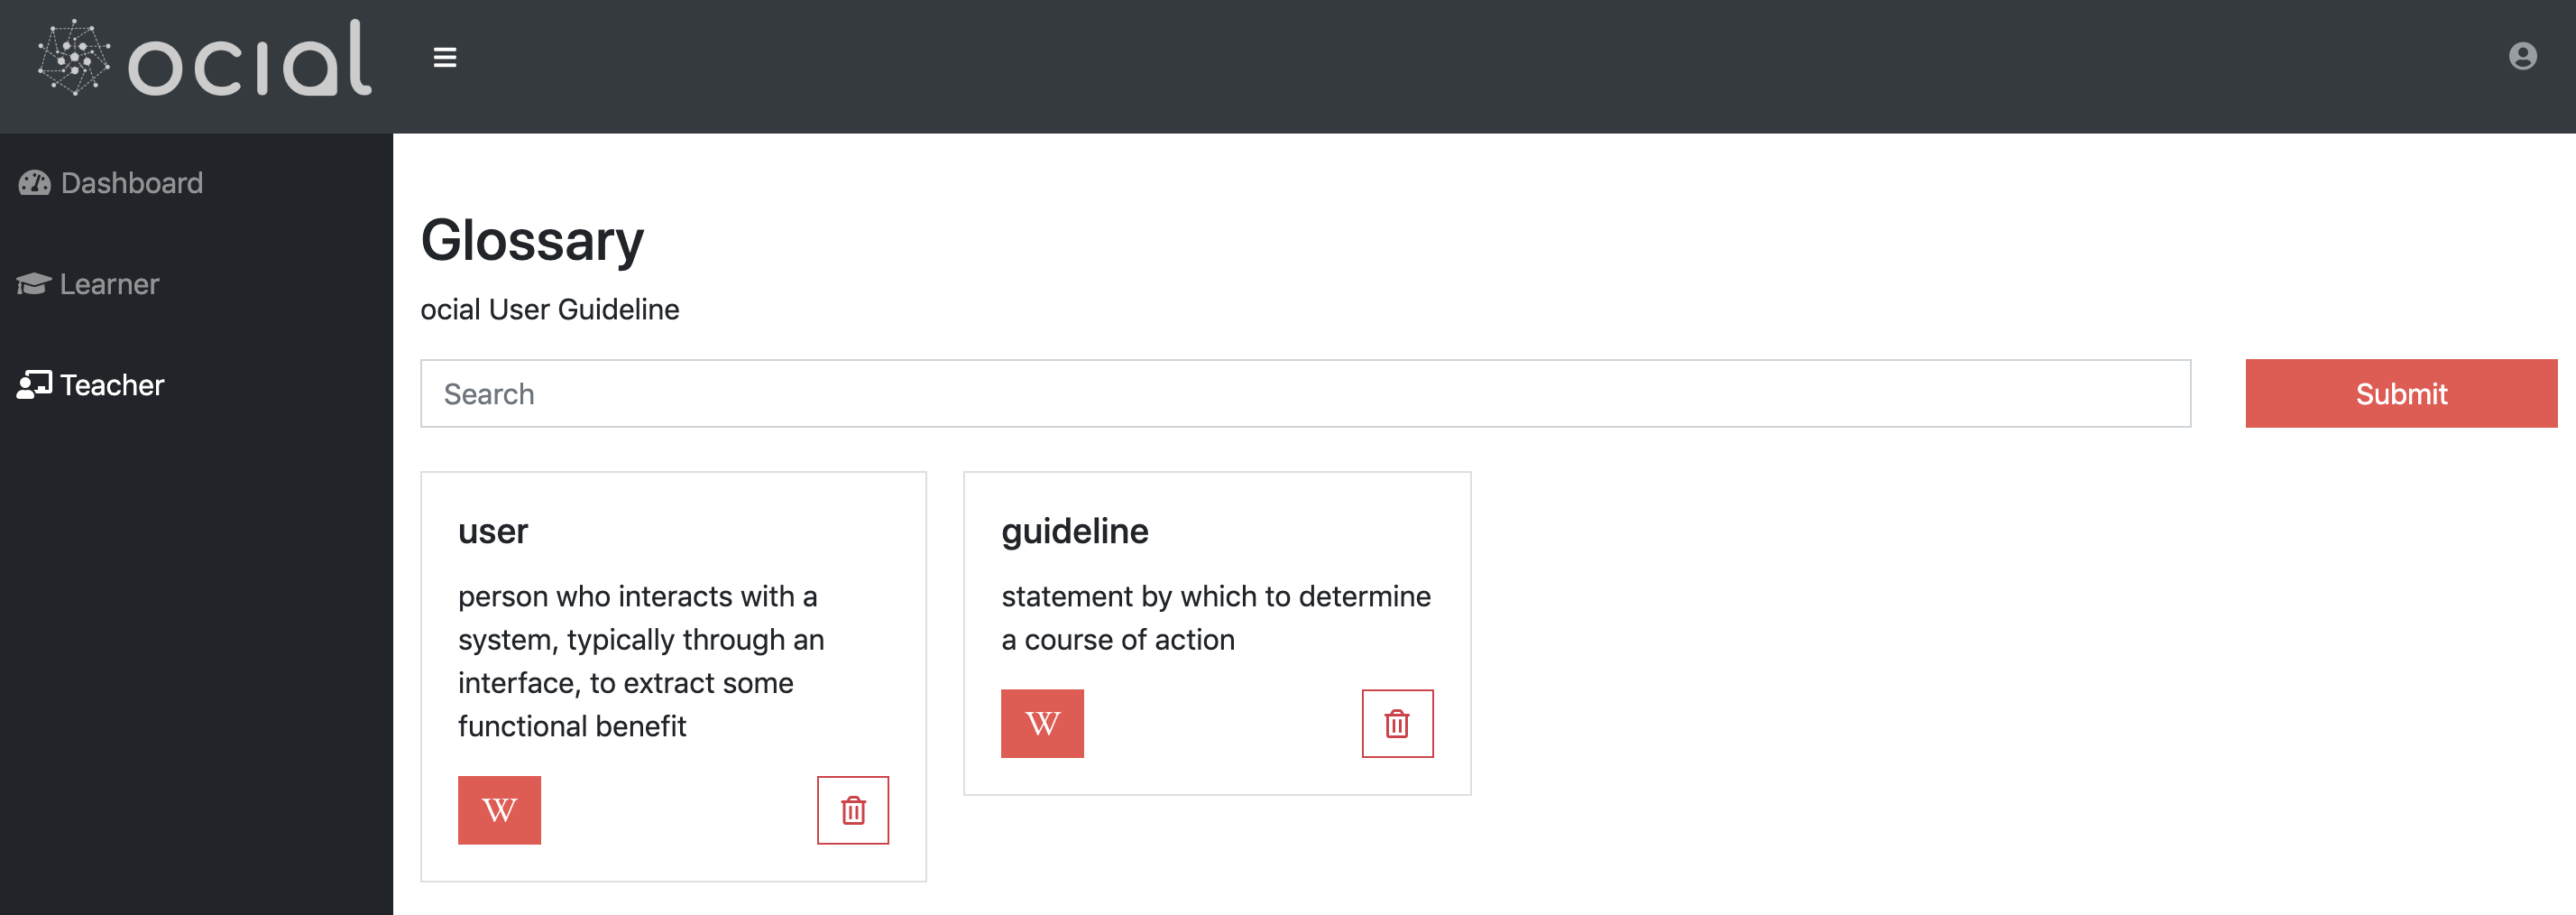 ocial
Dashboard
Learner
Teacher
Glossary
ocial User Guideline
Search
Submit
user
person who interacts with a
system, typically through an
interface, to extract some
functional benefit
W
guideline
statement by which to determine
a course of action
W